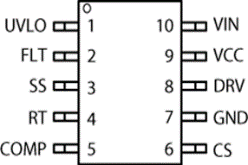 UVLO 1 10 VIN
FLT 2 9 VCC
SS 3 8 DRV
RT 4 7 GND
COMP 5 6 CS